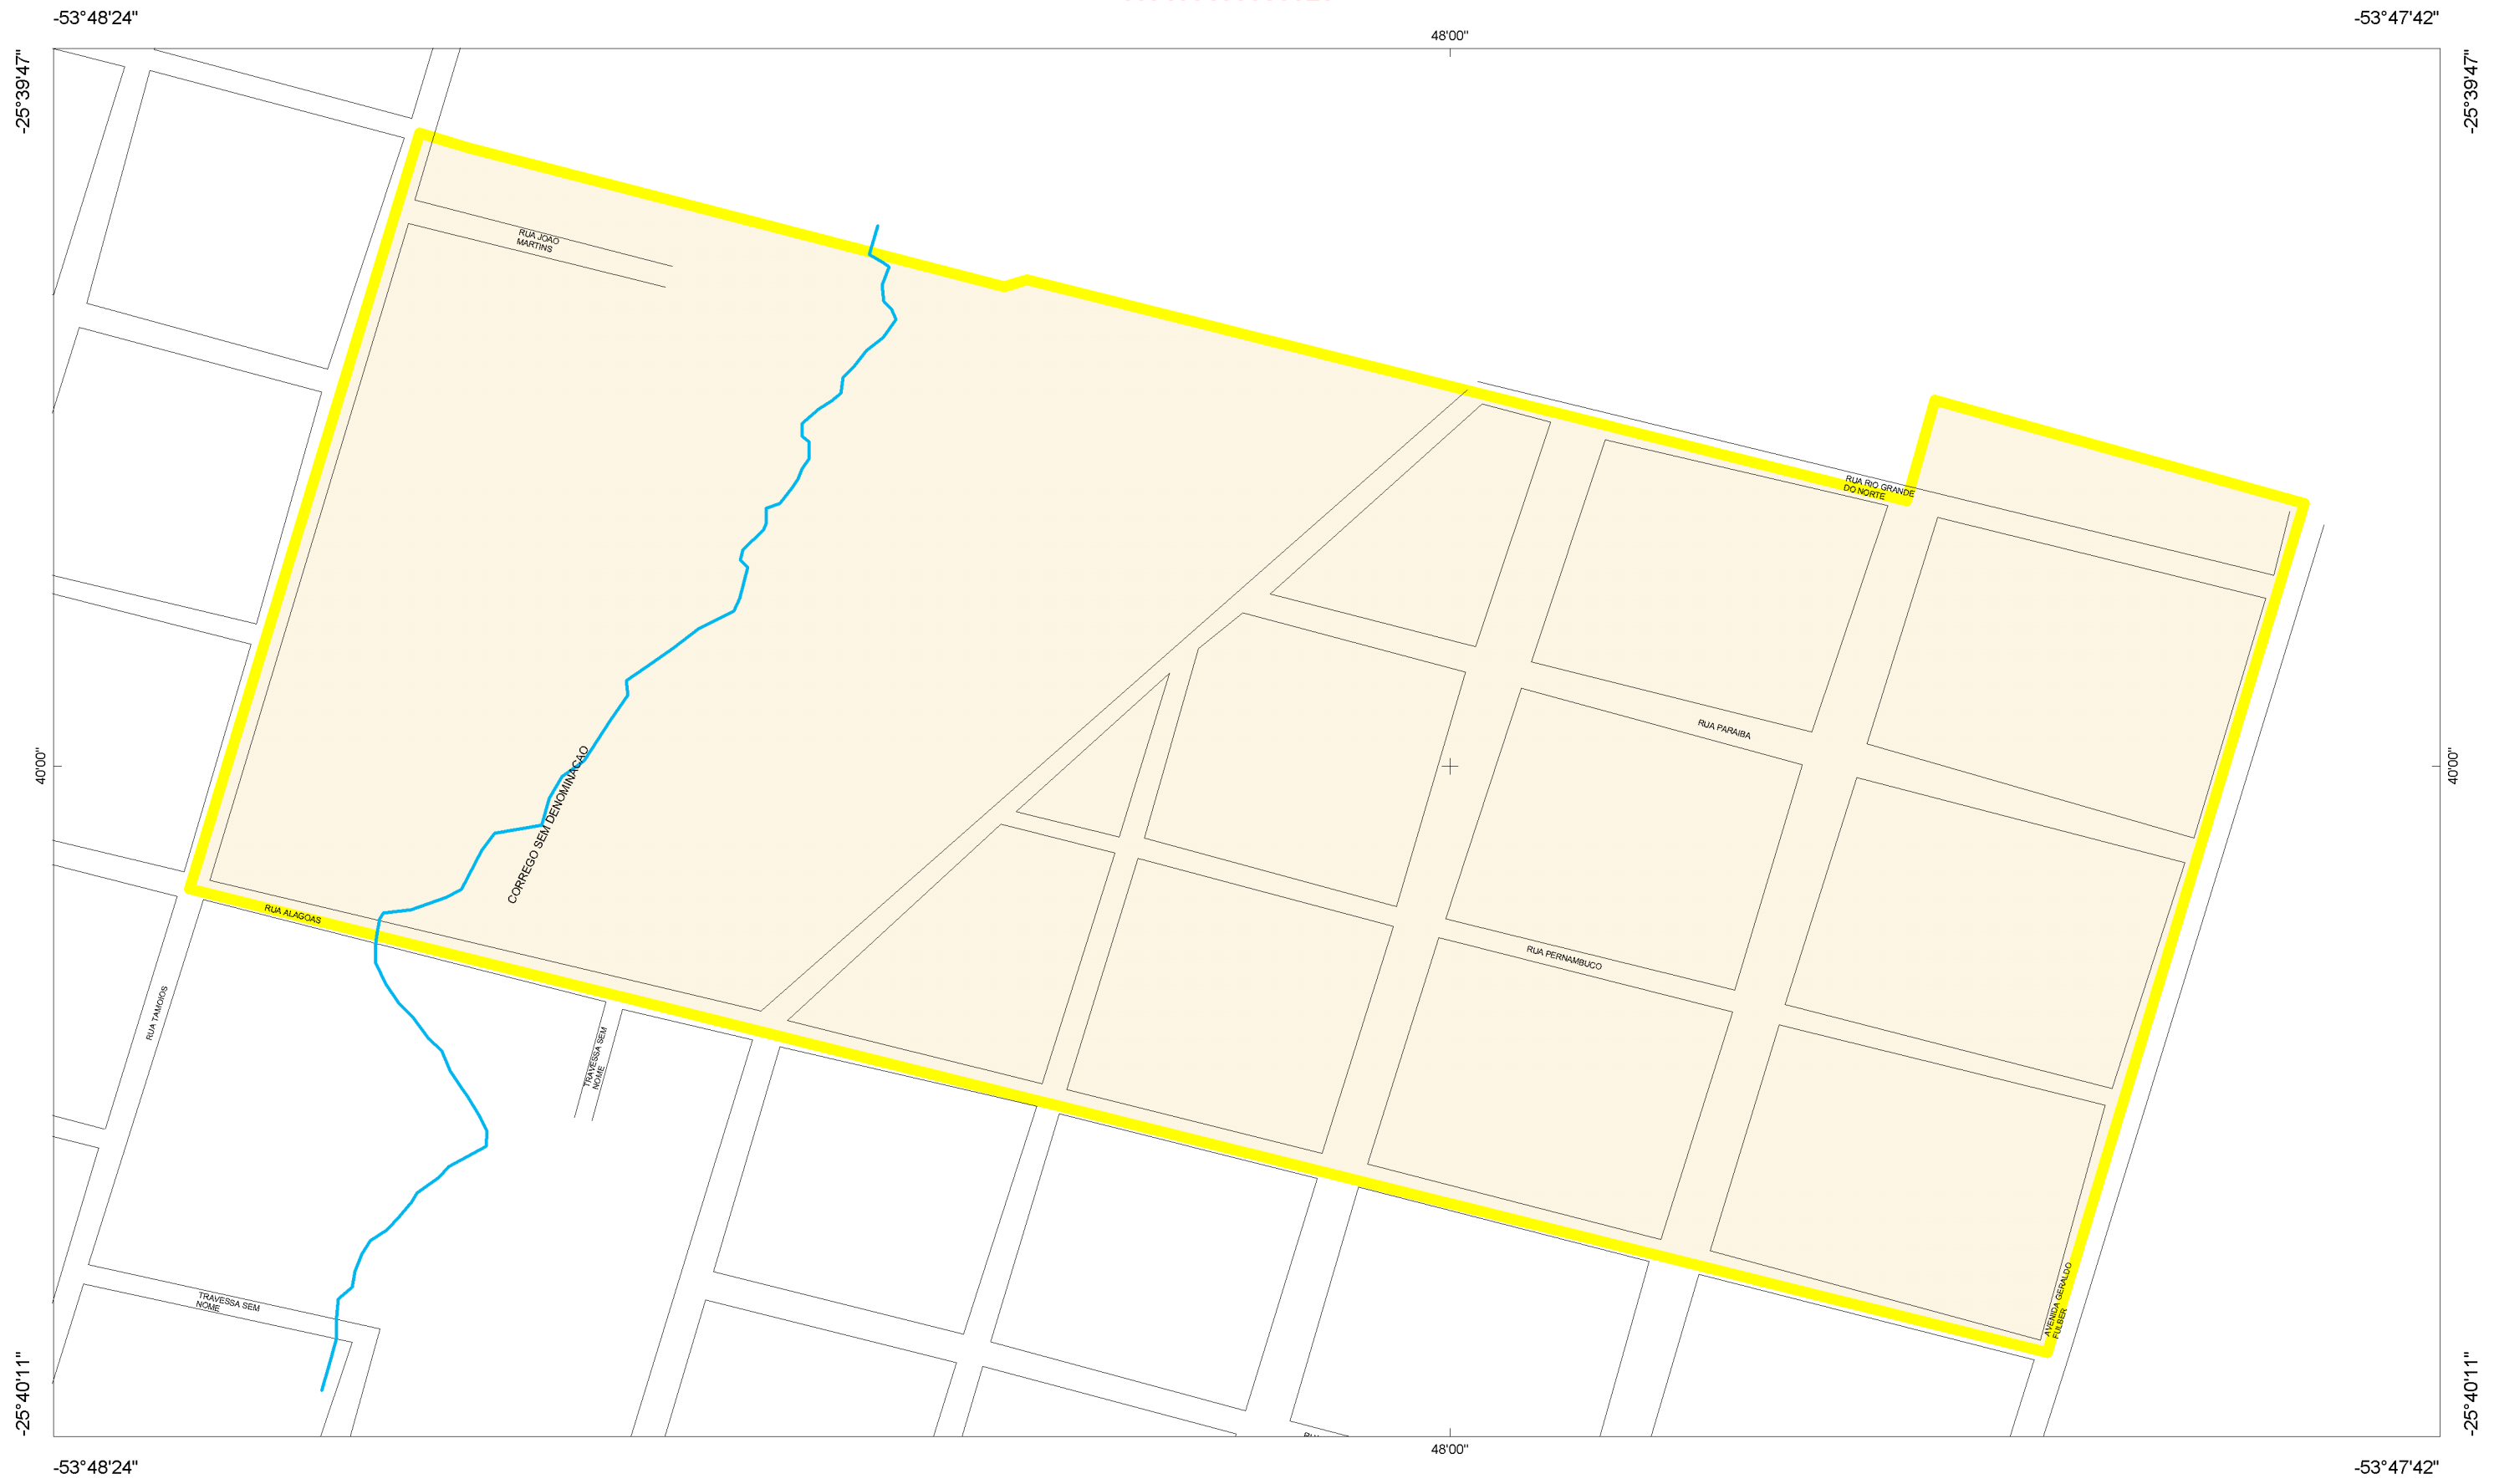 -53°48'24"
-53°47'42"
48'00"
-25°39'47"
-25°39'47"
RUA JOAO
MARTINS
RUA RIO GRANDE
DO NORTE
RUA PARAIBA
40'00"
40'00"
CORREGO SEM DENOMINACAO
RUA ALAGOAS
RUA PERNAMBUCO
RUA TAMOIOS
TRAVESSA SEM
NOME
TRAVESSA SEM
NOME
AVENIDA GERALDO
FULBER
-25°40'11"
-25°40'11"
48'00"
-53°48'24"
-53°47'42"